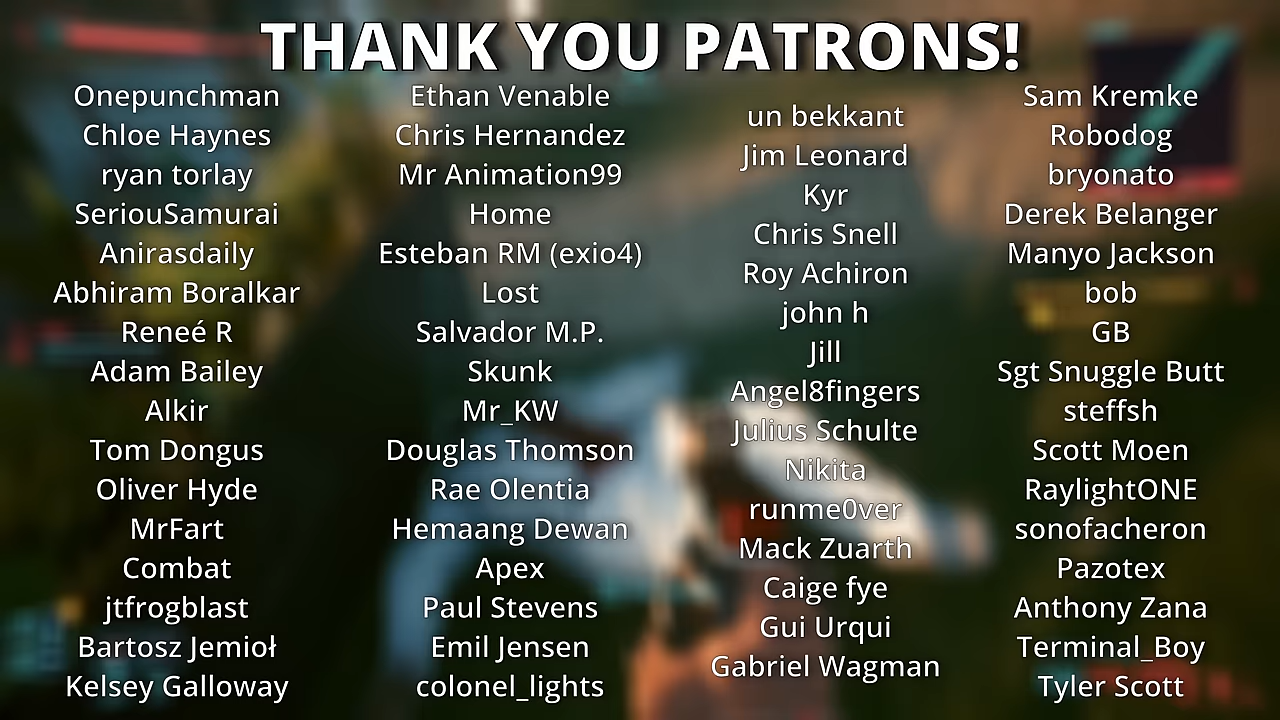 THANK YOU PATRONS!
Onepunchman
Chloe Haynes
ryan torlay
SeriouSamurai
Anirasdaily
Abhiram Boralkar
Reneé R
Adam Bailey
Alkir
Tom Dongus
Oliver Hyde
MrFart
Combat
jtfrogblast
Bartosz Jemioł
Kelsey Galloway
Ethan Venable
Chris Hernandez
Mr Animation99
Home
Esteban RM (exio4)
Lost
Salvador M.P.
Skunk
Mr_KW
Douglas Thomson
Rae Olentia
Hemaang Dewan
Apex
Paul Stevens
Emil Jensen
colonel_lights
un bekkant
Jim Leonard
Kyr
Chris Snell
Roy Achiron
john h
Jill
Angel8fingers
Julius Schulte
Nikita
runme0ver
Mack Zuarth
Caige fye
Gui Urqui
Gabriel Wagman
Sam Kremke
Robodog
bryonato
Derek Belanger
Manyo Jackson
bob
GB
Sgt Snuggle Butt
steffsh
Scott Moen
RaylightONE
sonofacheron
Pazotex
Anthony Zana
Terminal_Boy
Tyler Scott